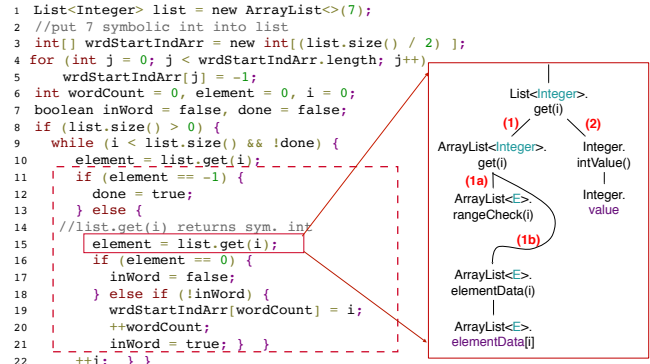 1 List<Integer> list = new ArrayList<>(7);
2 //put 7 symbolic int into list
3 int[] wrdStartIndArr = new int[(list.size() / 2) ];
4 for (int j = 0; j < wrdStartIndArr.length; j++)
5 wrdStartIndArr[j] = -1;
6 int wordCount = 0, element = 0, i = 0;
7 boolean inWord = false, done = false;
8 if (list.size() > 0) {
9 while (i < list.size() && !done) {
10 element = list.get(i);
11 if (element == -1) {
12 done = true;
13 } else {
14 //list.get(i) returns sym. int
15 element = list.get(i);
16 if (element == 0) {
17 inWord = false;
18 } else if (!inWord) {
19 wrdStartIndArr[wordCount] = i;
20 ++wordCount;
21 inWord = true; } }
22 ++i; } }
List<Integer>.
get(i)
(1) (2)
ArrayList<Integer>.
get(i)
Integer.
intValue()
(1a)
ArrayList<E>.
rangeCheck(i)
Integer.
value
(1b)
ArrayList<E>.
elementData(i)
ArrayList<E>.
elementData[i]